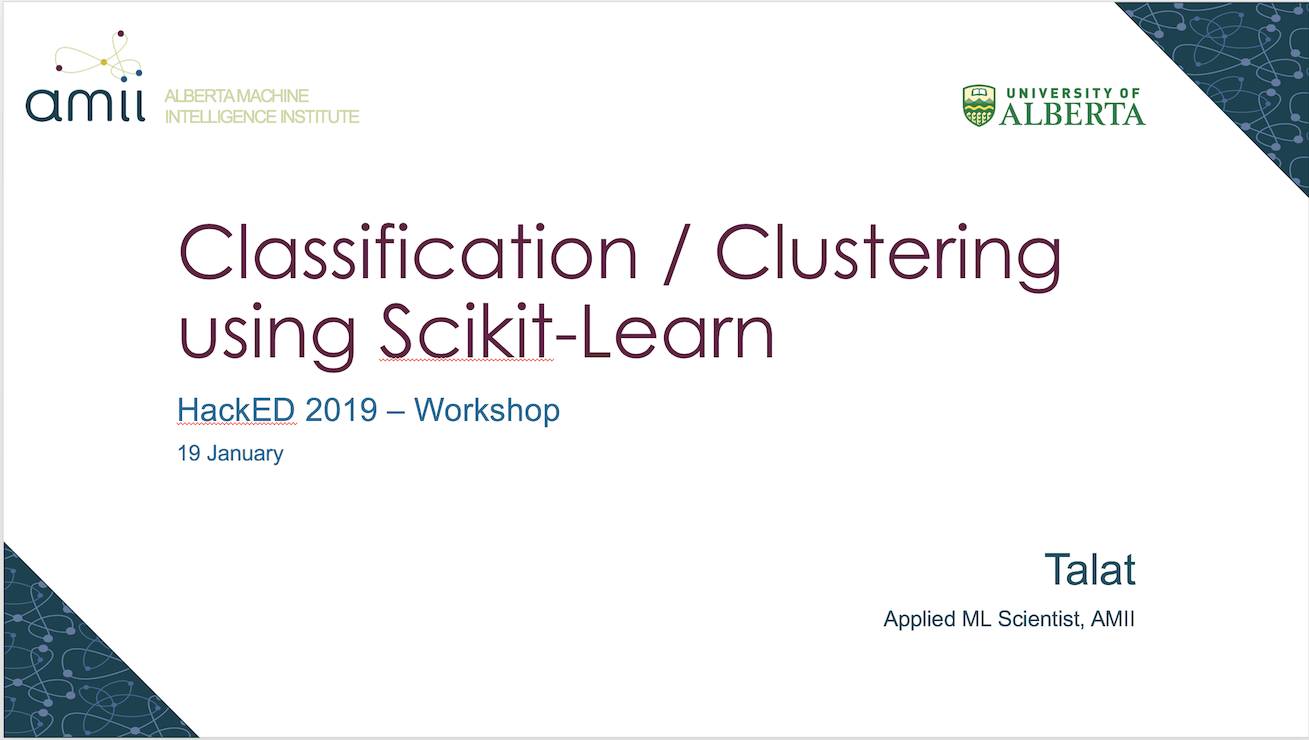 amii
ALBERTA MACHINE
INTELLIGENCE INSTITUTE
UNIVERSITY OF
ALBERTA
Classification / Clustering
using Scikit-Learn
HackED 2019 – Workshop
19 January
Talat
Applied ML Scientist, AMII